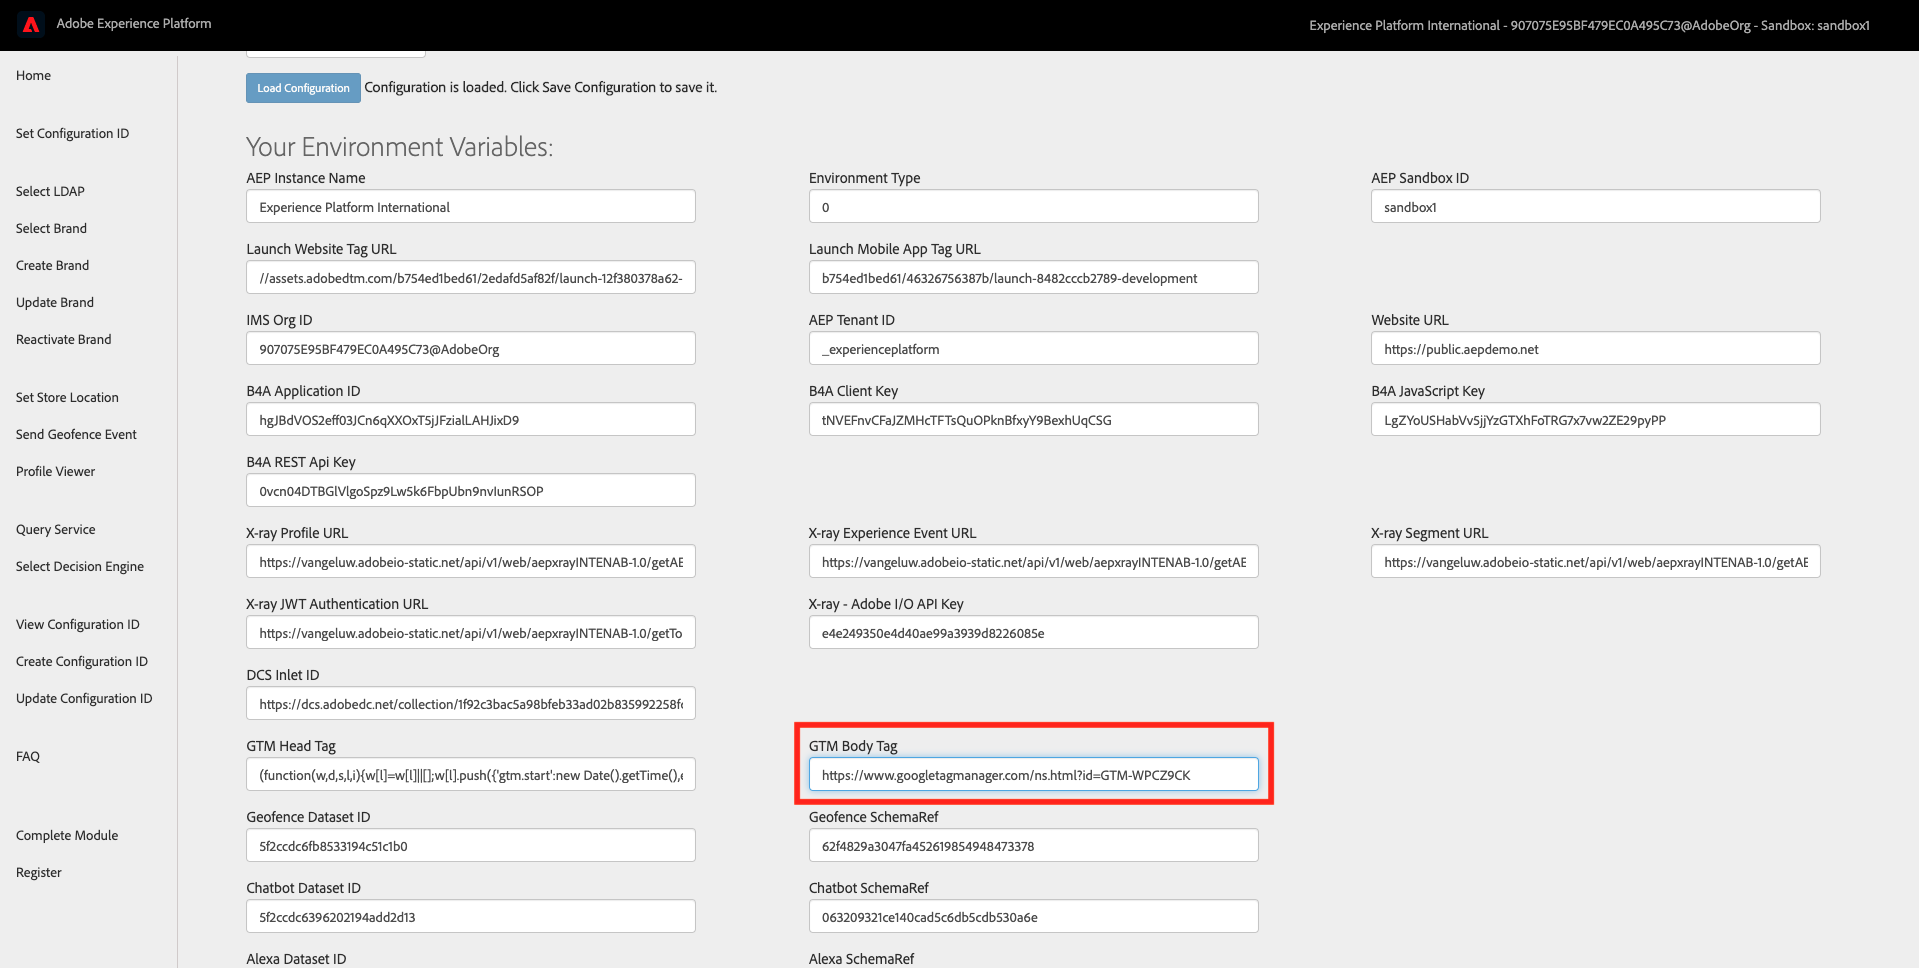 Adobe Experience Platform
Experience Platform International - 907075E95BF479EC0A495C73@AdobeOrg - Sandbox: sandbox1
Home
Set Configuration ID
Select LDAP
Select Brand
Create Brand
Update Brand
Reactivate Brand
Set Store Location
Send Geofence Event
Profile Viewer
Query Service
Select Decision Engine
View Configuration ID
Create Configuration ID
Update Configuration ID
FAQ
Complete Module
Register
Load Configuration Configuration is loaded. Click Save Configuration to save it.
Your Environment Variables:
AEP Instance Name Environment Type AEP Sandbox ID
Experience Platform International 0 sandbox1
Launch Website Tag URL Launch Mobile App Tag URL
//assets.adobedtm.com/b754ed1bed61/2edafd5af82f/launch-12f380378a62- b754ed1bed61/46326756387b/launch-8482cccb2789-development
IMS Org ID AEP Tenant ID Website URL
907075E95BF479EC0A495C73@AdobeOrg _experienceplatform https://public.aepdemo.net
B4A Application ID B4A Client Key B4A JavaScript Key
hgJBdVOS2eff03JCn6qXXOxT5jJFzialLAHJixD9 tNVEFnvCFaJZMHcTFTsQuOPknBfxyY9BexhUqCSG LgZYoUSHabVv5jjYzGTXhFoTRG7x7vw2ZE29pyPP
B4A REST Api Key
0vcn04DTBGlVlgoSpz9Lw5k6FbpUbn9nvIunRSOP
X-ray Profile URL X-ray Experience Event URL X-ray Segment URL
https://vangeluw.adobeio-static.net/api/v1/web/aepxrayINTENAB-1.0/getAE https://vangeluw.adobeio-static.net/api/v1/web/aepxrayINTENAB-1.0/getAE https://vangeluw.adobeio-static.net/api/v1/web/aepxrayINTENAB-1.0/getAE
X-ray JWT Authentication URL X-ray - Adobe I/O API Key
https://vangeluw.adobeio-static.net/api/v1/web/aepxrayINTENAB-1.0/getTo e4e249350e4d40ae99a3939d8226085e
DCS Inlet ID
https://dcs.adobedc.net/collection/1f92c3bac5a98bfeb33ad02b835992258f
GTM Head Tag GTM Body Tag
(function(w,d,s,l,i){w[l]=w[l]||[];w[l].push({'gtm.start':new Date().getTime(),e https://www.googletagmanager.com/ns.html?id=GTM-WPCZ9CK
Geofence Dataset ID Geofence SchemaRef
5f2ccdc6fb8533194c51c1b0 62f4829a3047fa452619854948473378
Chatbot Dataset ID Chatbot SchemaRef
5f2ccdc6396202194add2d13 063209321ce140cad5c6db5cdb530a6e
Alexa Dataset ID Alexa SchemaRef